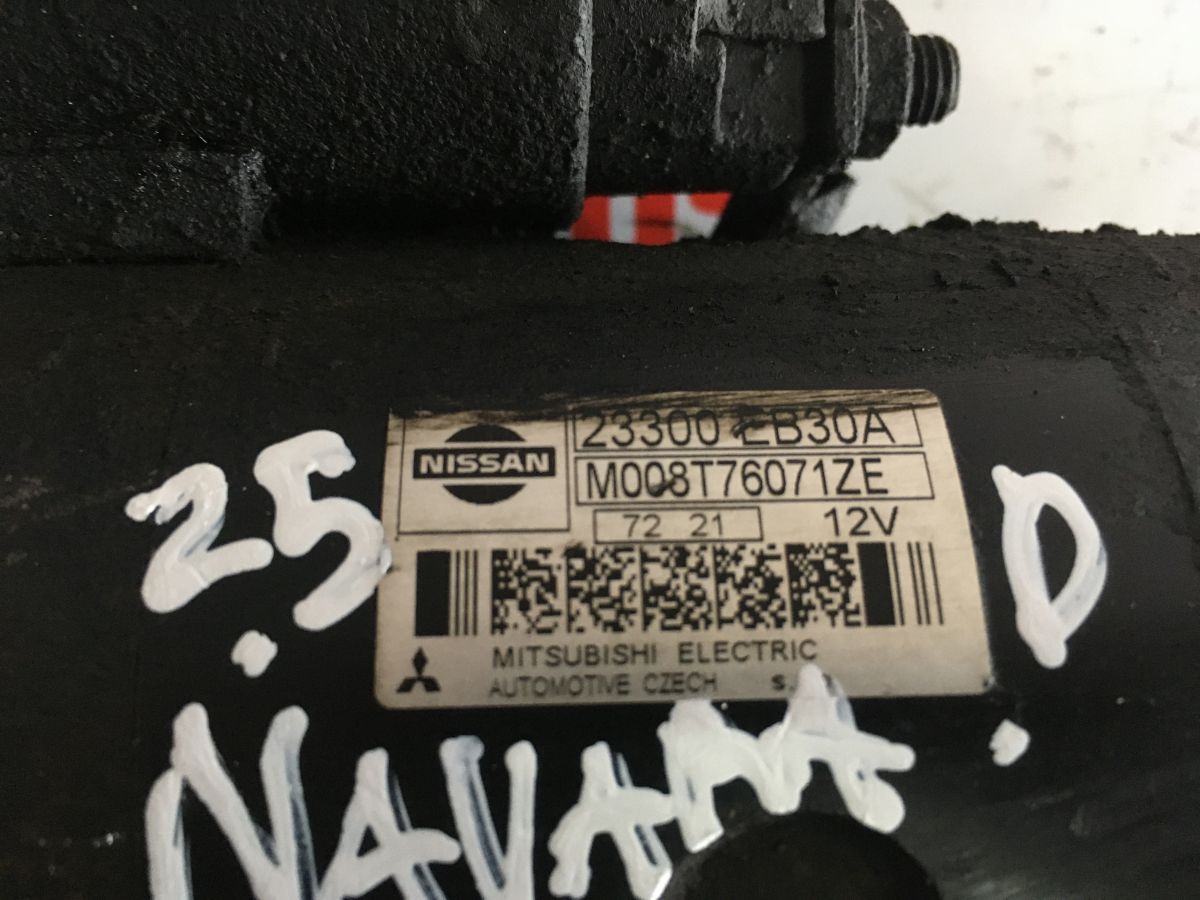 NISSAN
23300 EB30A
M008T76071ZE
72 21
12V
MITSUBISHI ELECTRIC
AUTOMOTIVE CZECH
2.5
D.
NAVARA